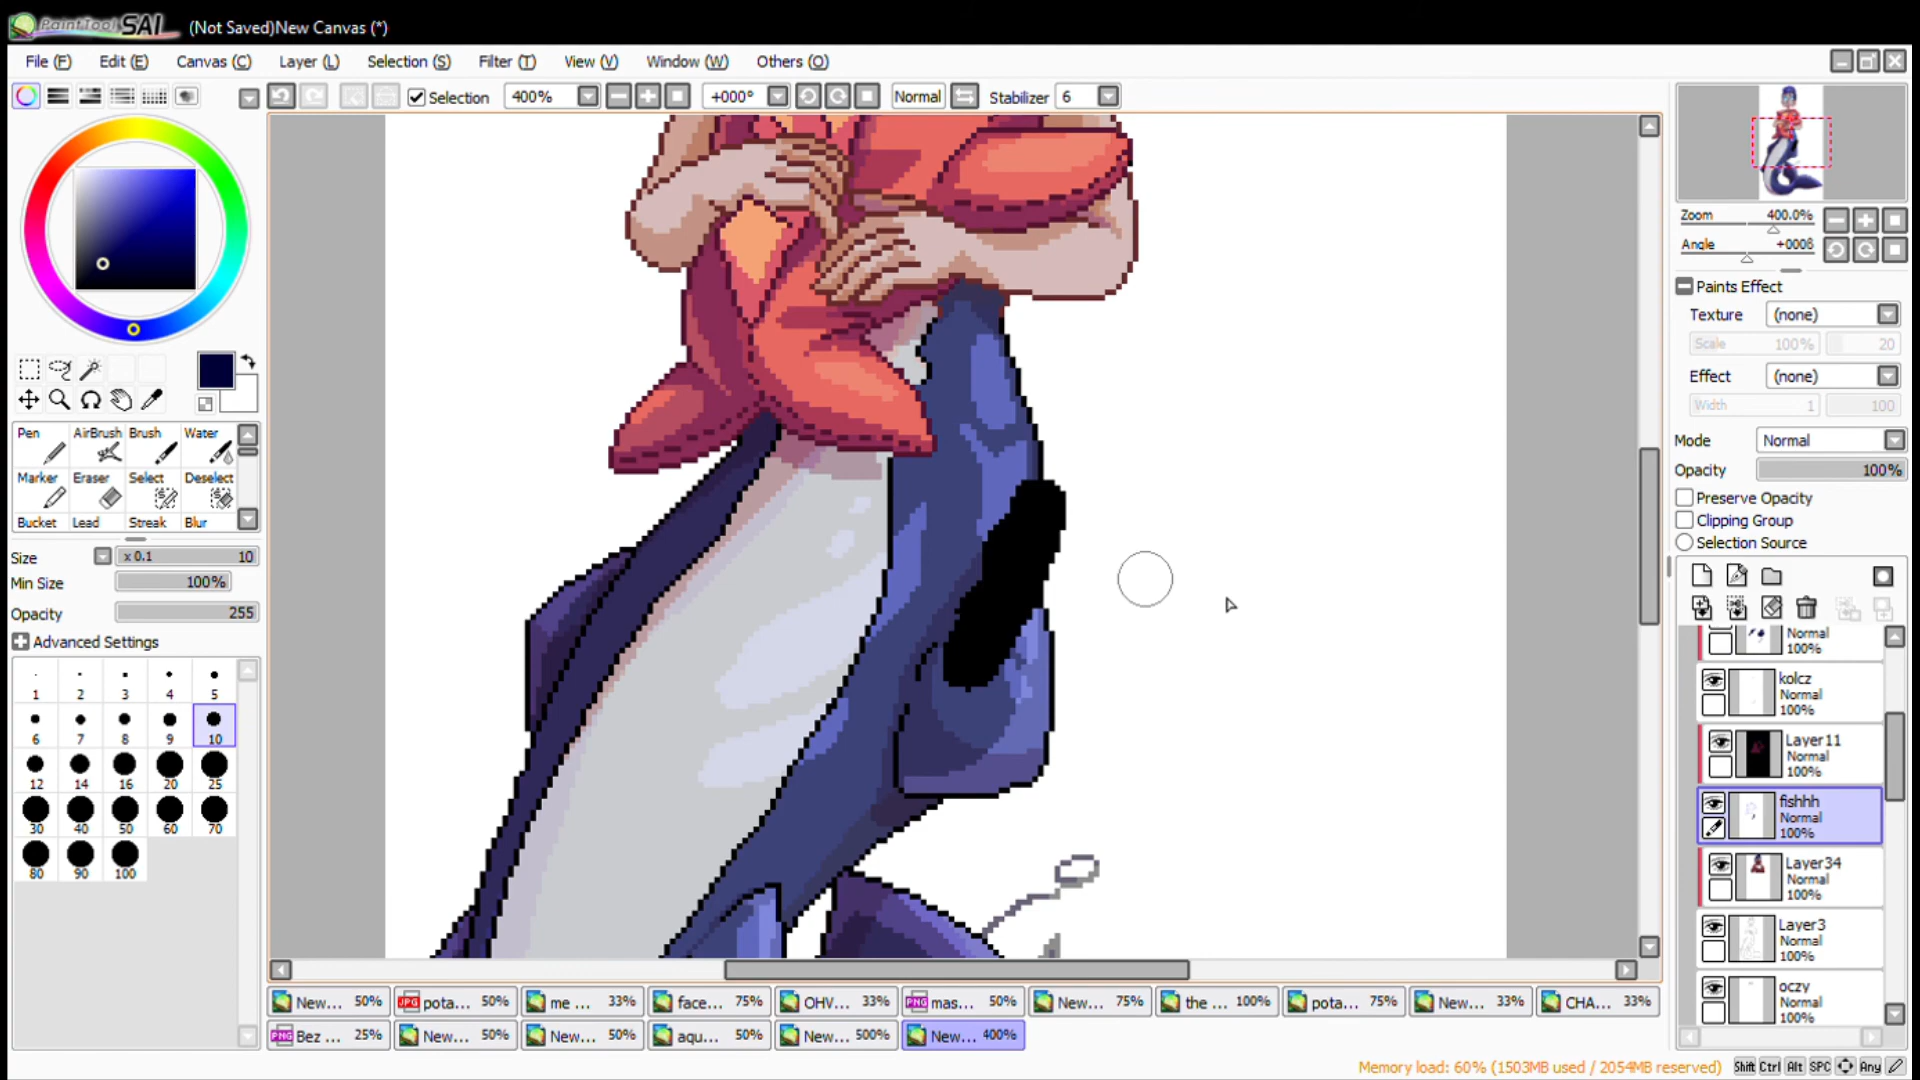 PaintTool SAI (Not Saved)New Canvas (*)
File (F) Edit (E) Canvas (C) Layer (L) Selection (S) Filter (T) View (V) Window (W) Others (O)
Selection 400% +000° Normal Stabilizer 6
Zoom 400.0%
Angle +000ß
Paints Effect
Texture (none)
Scale 100% 20
Effect (none)
Width 1 100
Mode Normal
Opacity 100%
Preserve Opacity
Clipping Group
Selection Source
Pen AirBrush Brush Water
Marker Eraser Select Deselect
Bucket Lead Streak Blur
Size x 0.1 10
Min Size 100%
Opacity 255
Advanced Settings
1 2 3 4 5
6 7 8 9 10
12 14 16 20 25
30 40 50 60 70
80 90 100
Normal
100%
kolcz
Normal
100%
Layer11
Normal
100%
fishhh
Normal
100%
Layer34
Normal
100%
Layer3
Normal
100%
oczy
Normal
100%
New... 50% pota... 50% me ... 33% face... 75% OHV... 33% mas... 50% New... 75% the ... 100% pota... 75% New... 33% CHA... 33%
Bez ... 25% New... 50% New... 50% aqu... 50% New... 500% New... 400%
Memory load: 60% (1503MB used / 2054MB reserved) Shift Ctrl Alt SPC Any